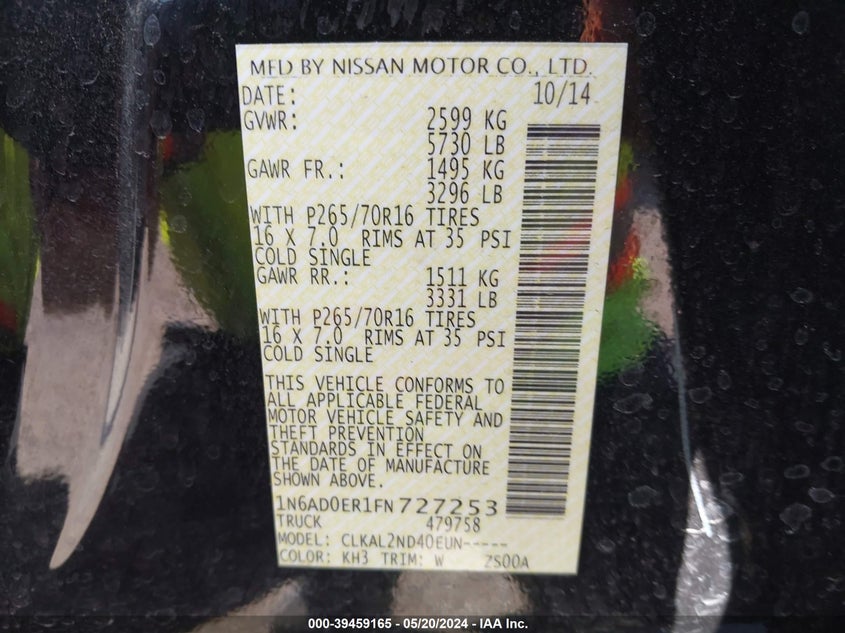 MFD BY NISSAN MOTOR CO., LTD.
DATE: 10/14
GVWR: 2599 KG
5730 LB
GAWR FR.: 1495 KG
3296 LB
WITH P265/70R16 TIRES
16 X 7.0 RIMS AT 35 PSI
COLD SINGLE
GAWR RR.: 1511 KG
3331 LB
WITH P265/70R16 TIRES
16 X 7.0 RIMS AT 35 PSI
COLD SINGLE
THIS VEHICLE CONFORMS TO
ALL APPLICABLE FEDERAL
MOTOR VEHICLE SAFETY AND
THEFT PREVENTION
STANDARDS IN EFFECT ON
THE DATE OF MANUFACTURE
SHOWN ABOVE.
1N6AD0ER1FN727253
TRUCK 479758
MODEL: CLKAL2ND40EUN-----
COLOR: KH3 TRIM: W 2S00A
000-39459165 - 05/20/2024 - IAA Inc.